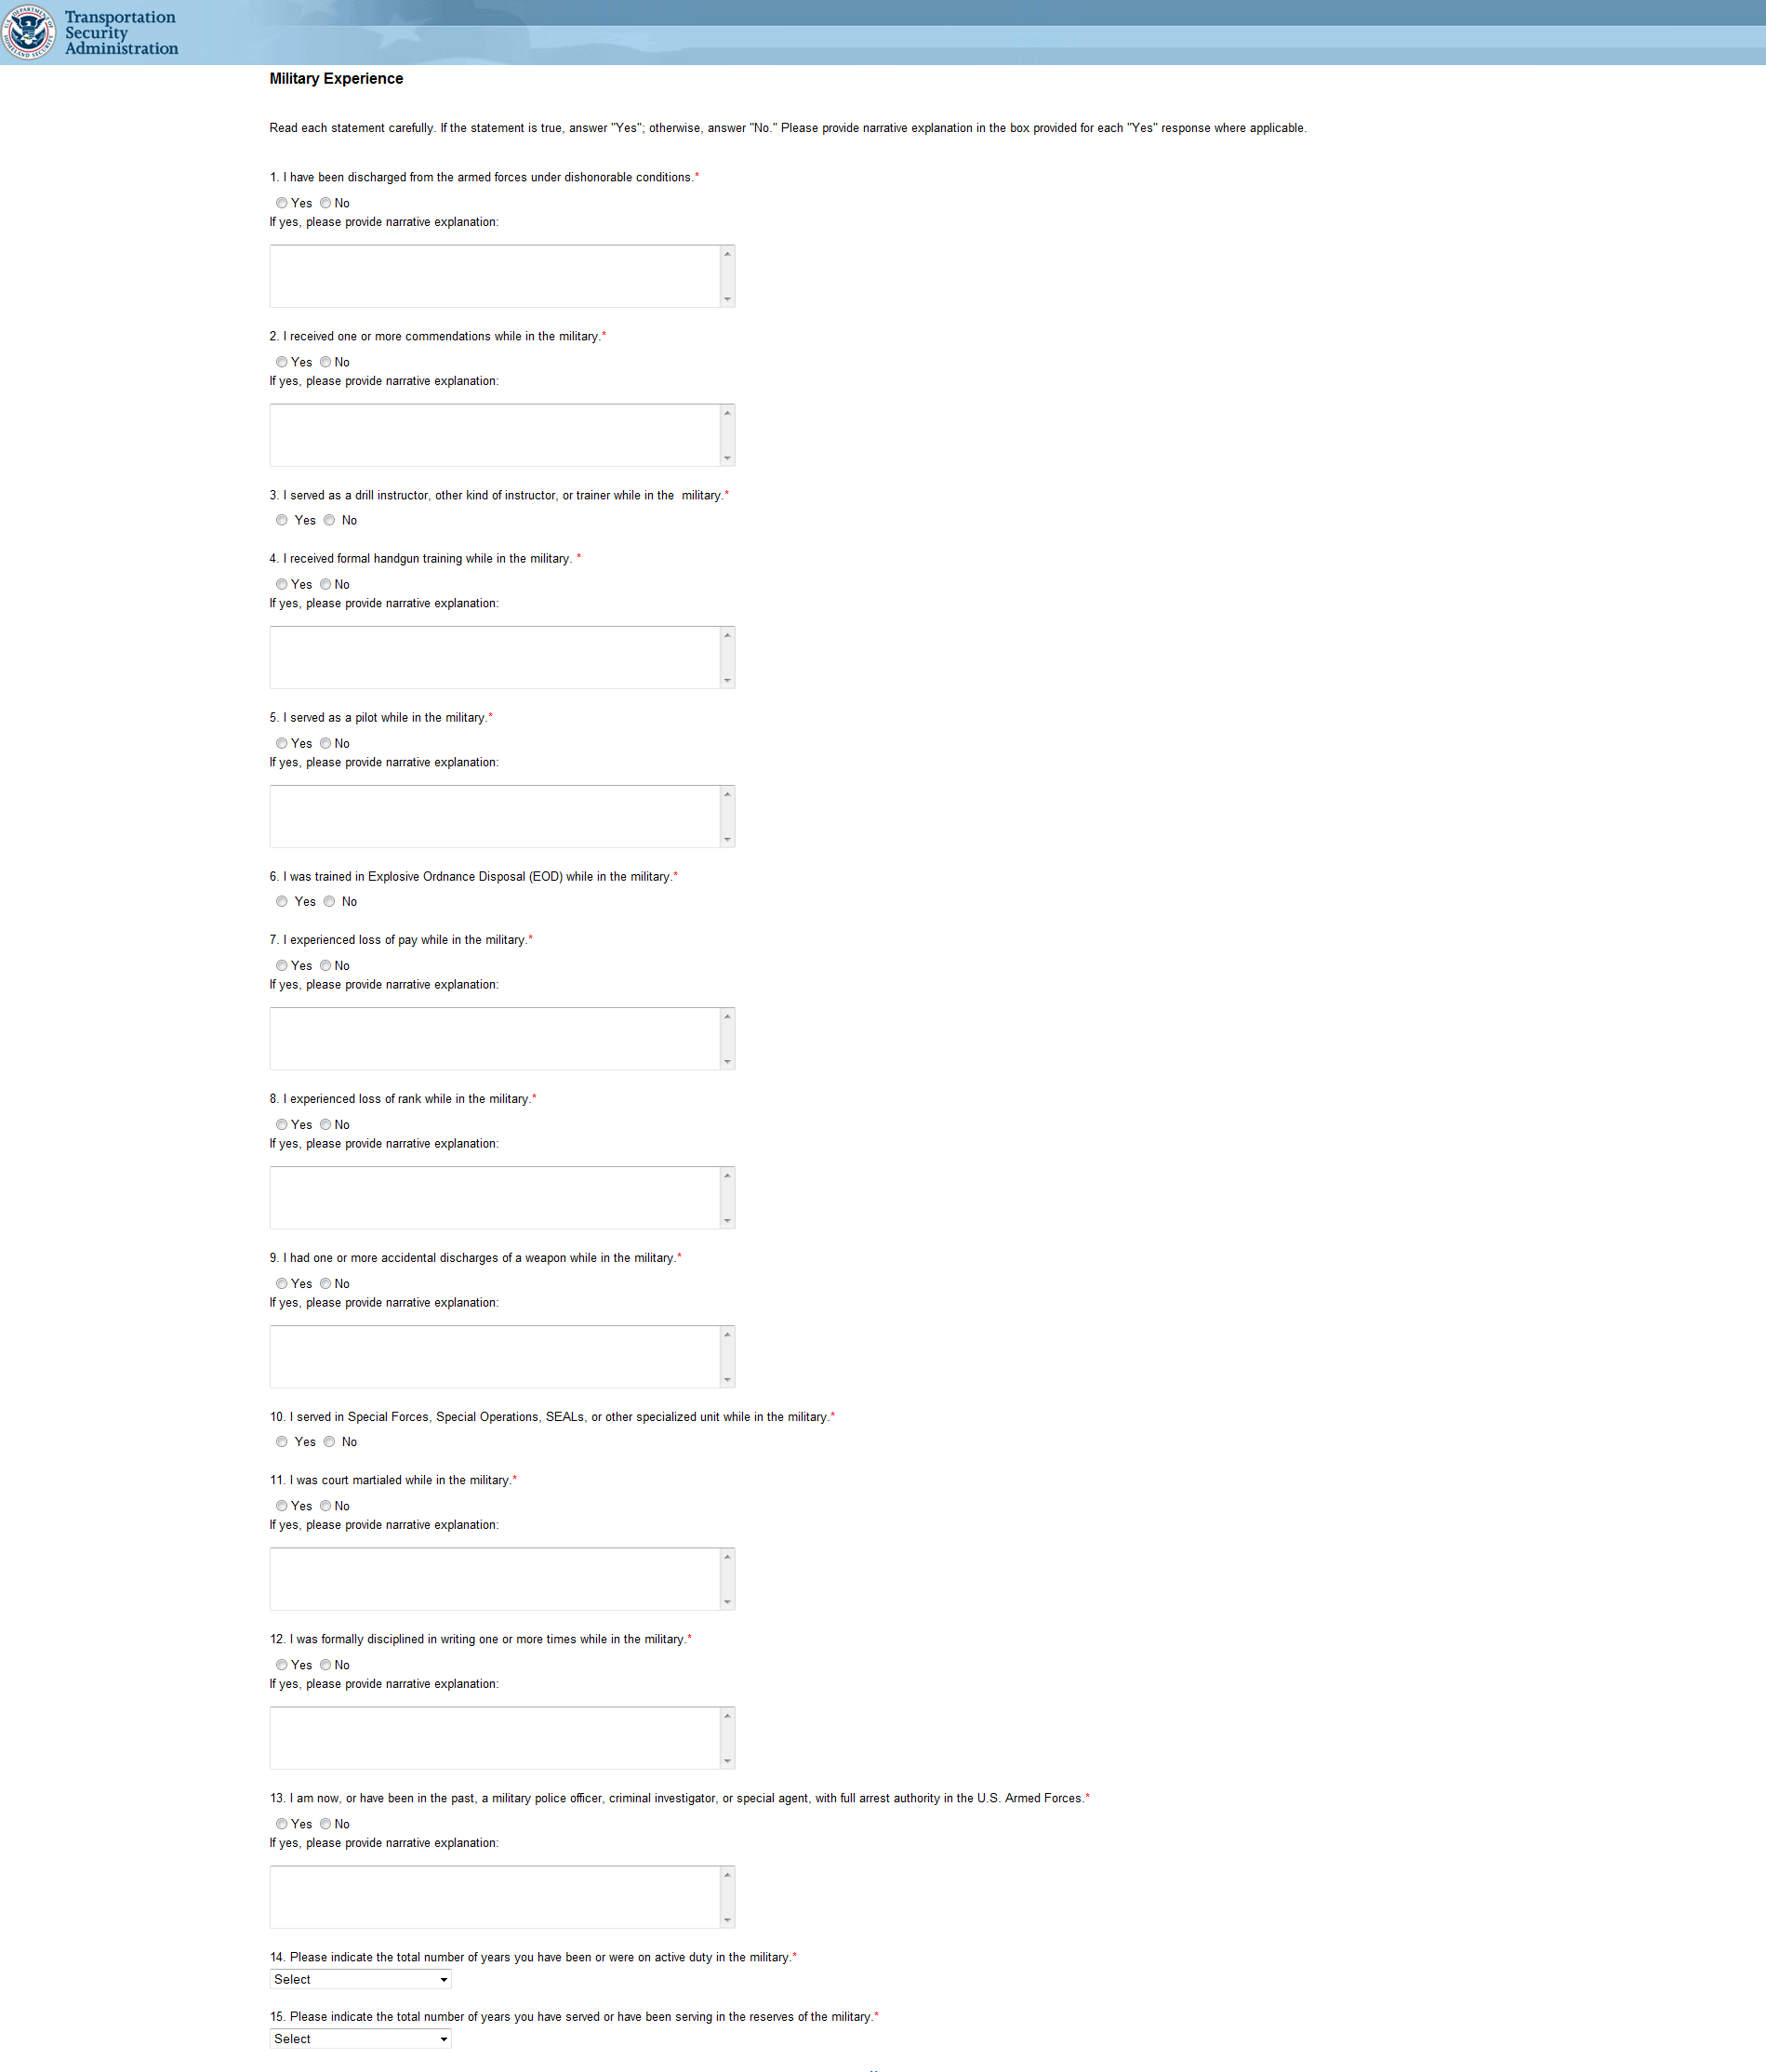 Transportation
Security
Administration
Military Experience
Read each statement carefully. If the statement is true, answer "Yes"; otherwise, answer "No." Please provide narrative explanation in the box provided for each "Yes" response where applicable.
1. I have been discharged from the armed forces under dishonorable conditions.*
Yes No
If yes, please provide narrative explanation:
2. I received one or more commendations while in the military.*
Yes No
If yes, please provide narrative explanation:
3. I served as a drill instructor, other kind of instructor, or trainer while in the  military.*
Yes No
4. I received formal handgun training while in the military. *
Yes No
If yes, please provide narrative explanation:
5. I served as a pilot while in the military.*
Yes No
If yes, please provide narrative explanation:
6. I was trained in Explosive Ordnance Disposal (EOD) while in the military.*
Yes No
7. I experienced loss of pay while in the military.*
Yes No
If yes, please provide narrative explanation:
8. I experienced loss of rank while in the military.*
Yes No
If yes, please provide narrative explanation:
9. I had one or more accidental discharges of a weapon while in the military.*
Yes No
If yes, please provide narrative explanation:
10. I served in Special Forces, Special Operations, SEALs, or other specialized unit while in the military.*
Yes No
11. I was court martialed while in the military.*
Yes No
If yes, please provide narrative explanation:
12. I was formally disciplined in writing one or more times while in the military.*
Yes No
If yes, please provide narrative explanation:
13. I am now, or have been in the past, a military police officer, criminal investigator, or special agent, with full arrest authority in the U.S. Armed Forces.*
Yes No
If yes, please provide narrative explanation:
14. Please indicate the total number of years you have been or were on active duty in the military.*
Select
15. Please indicate the total number of years you have served or have been serving in the reserves of the military.*
Select